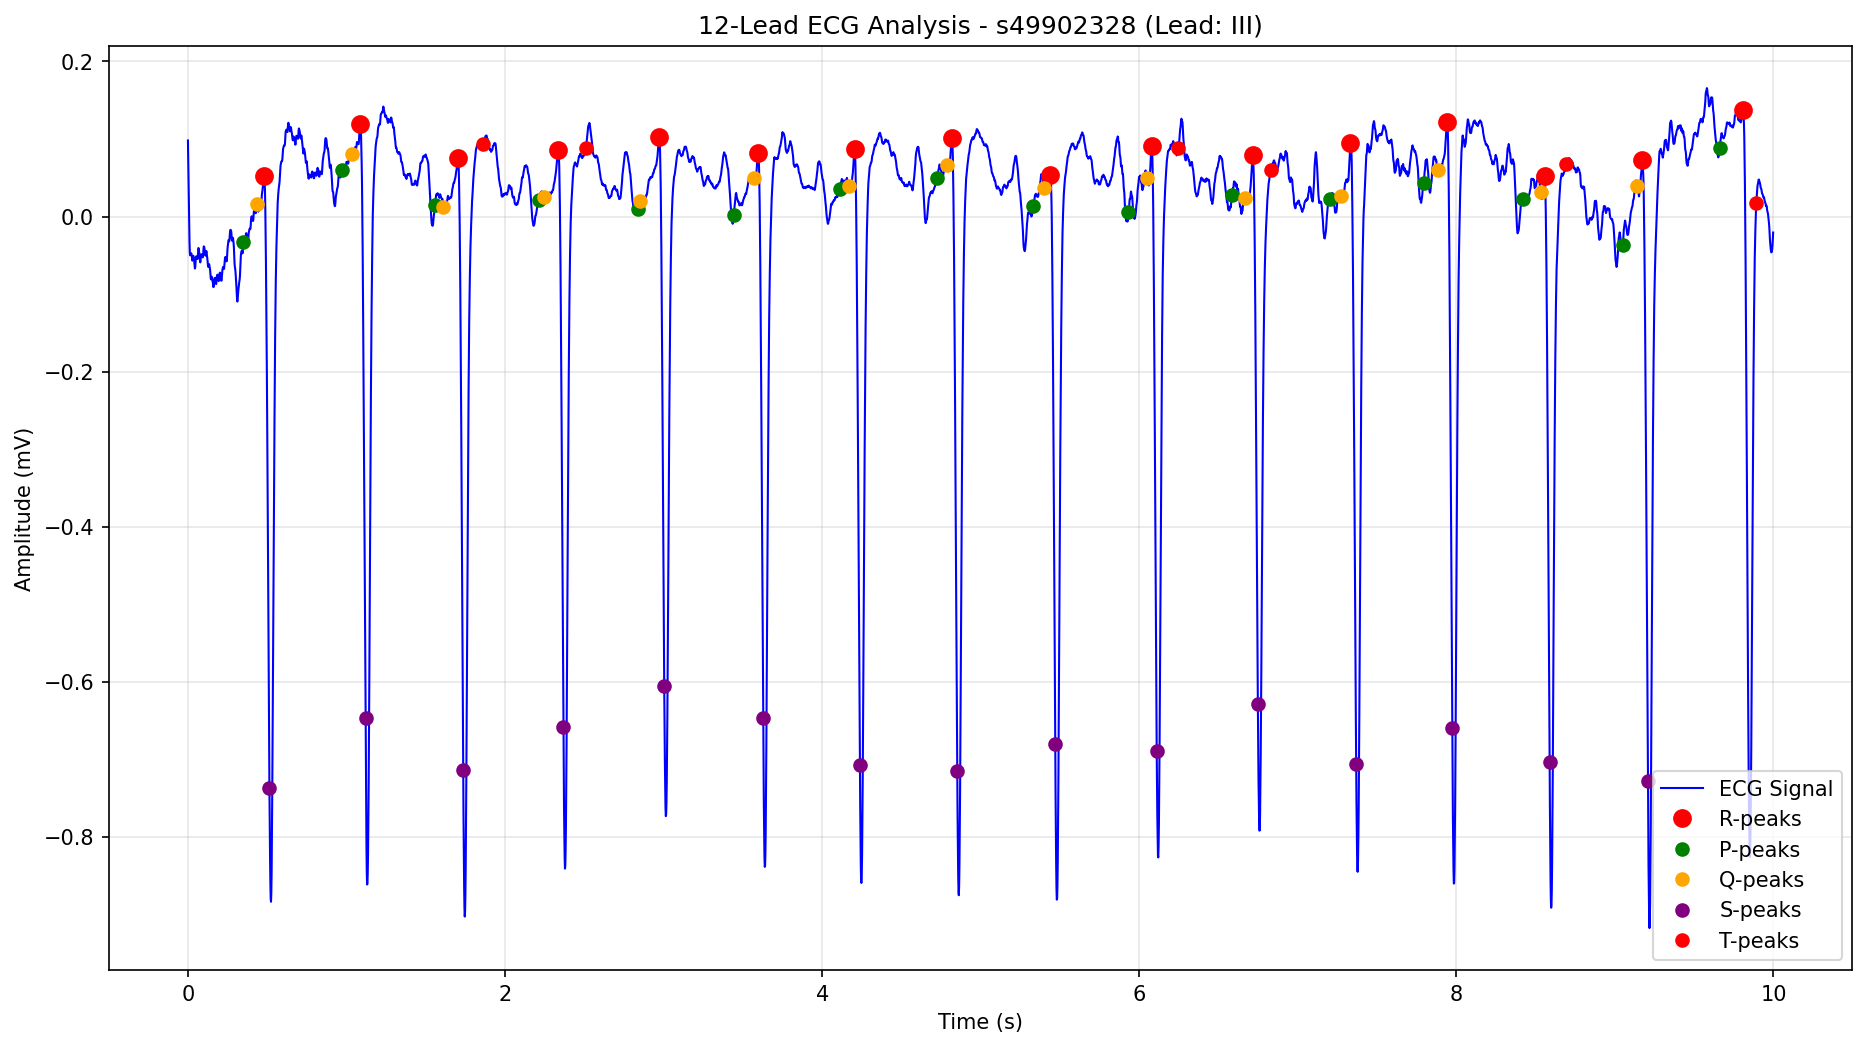 12-Lead ECG Analysis - s49902328 (Lead: III)
Amplitude (mV)
0.2
0.0
−0.2
−0.4
−0.6
−0.8
0 2 4 6 8 10
Time (s)
ECG Signal
R-peaks
P-peaks
Q-peaks
S-peaks
T-peaks